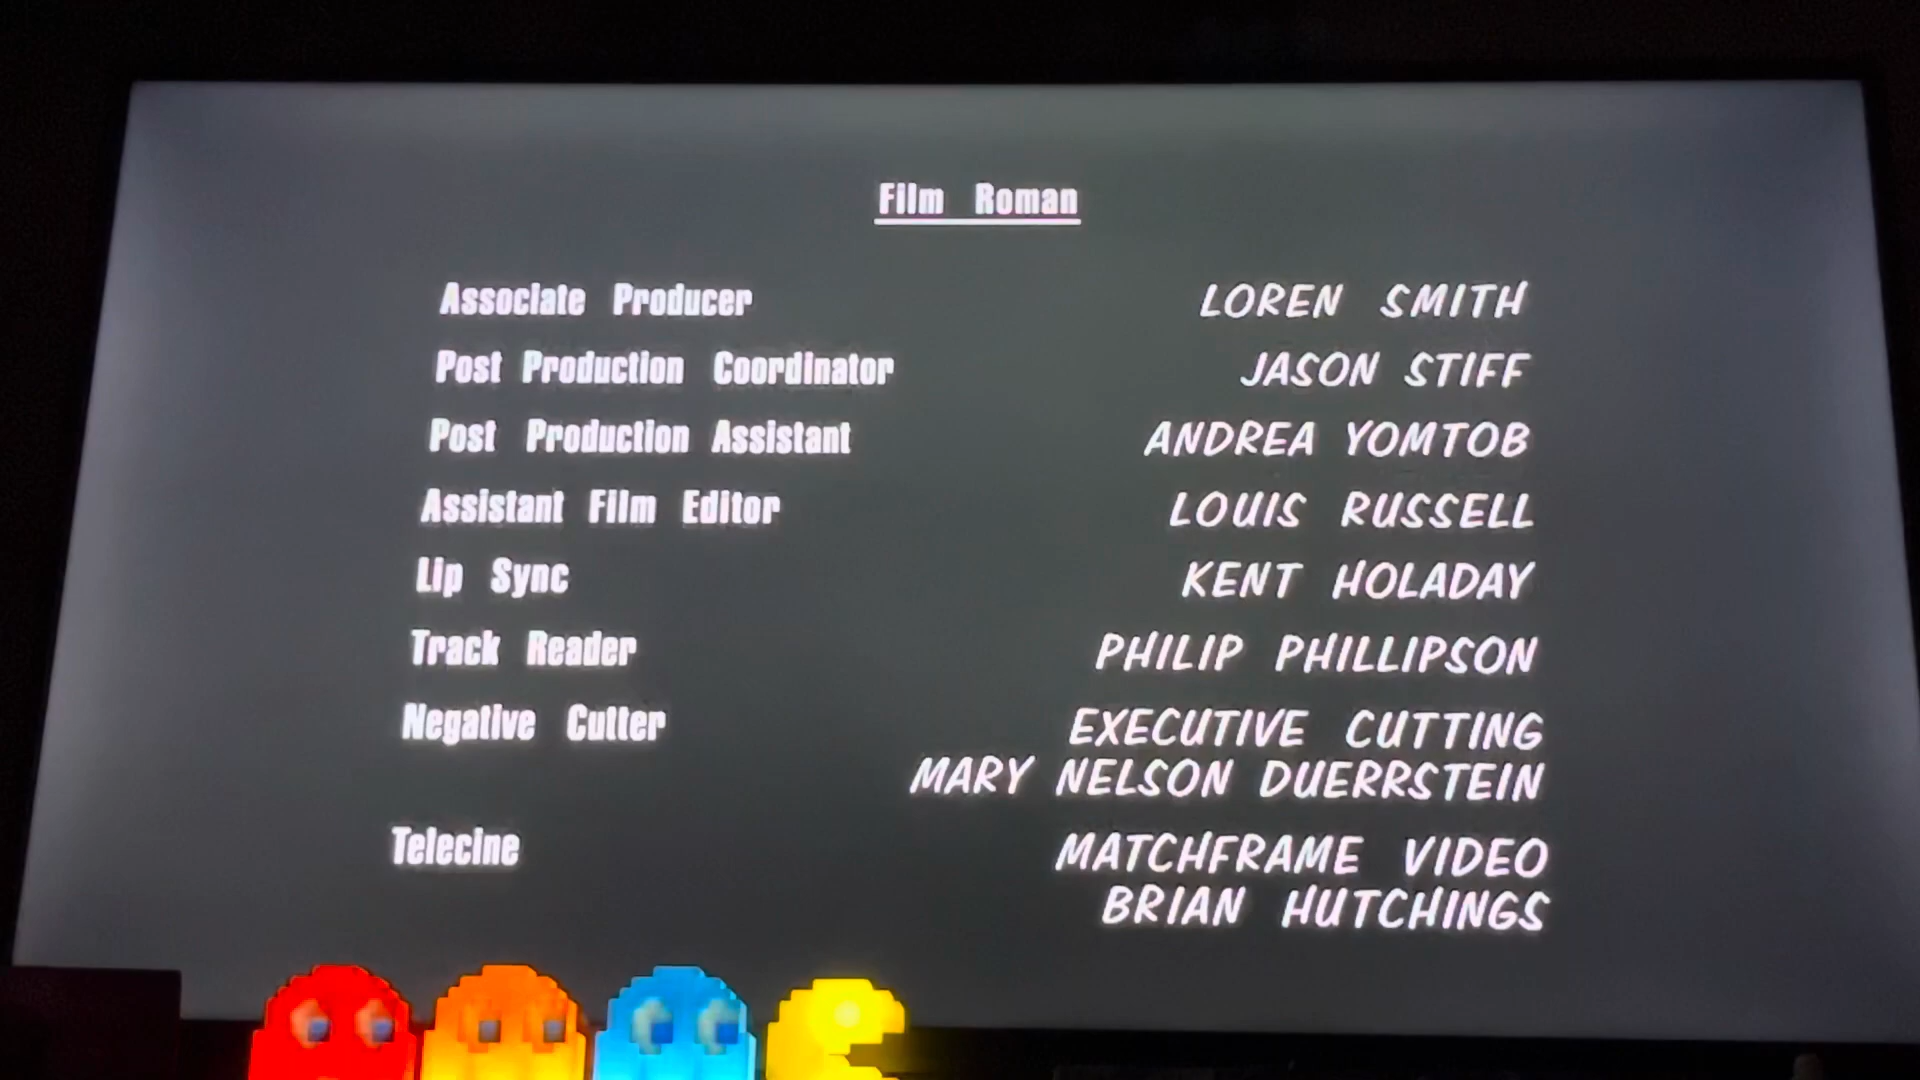 Film Roman
Associate Producer LOREN SMITH
Post Production Coordinator JASON STIFF
Post Production Assistant ANDREA YOMTOB
Assistant Film Editor LOUIS RUSSELL
Lip Sync KENT HOLADAY
Track Reader PHILIP PHILLIPSON
Negative Cutter EXECUTIVE CUTTING
MARY NELSON DUERRSTEIN
Telecine MATCHFRAME VIDEO
BRIAN HUTCHINGS